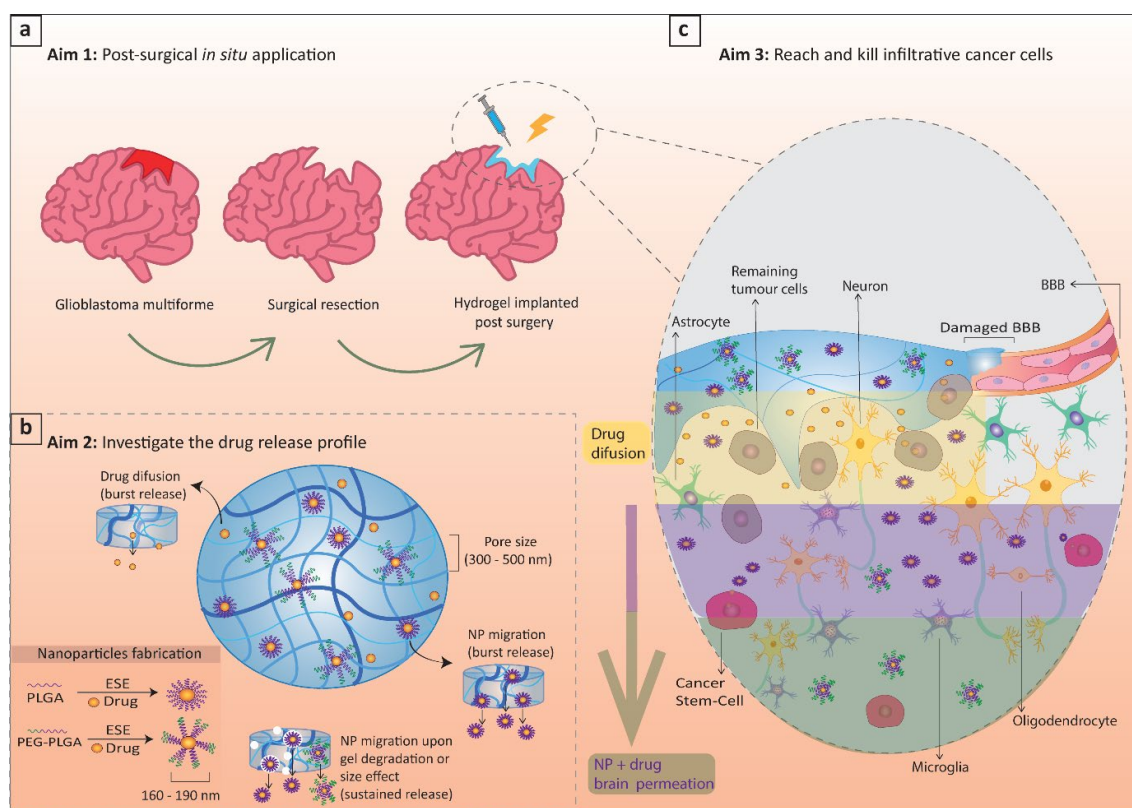 a
Aim 1: Post-surgical in situ application
Glioblastoma multiforme
Surgical resection
Hydrogel implanted
post surgery
b
Aim 2: Investigate the drug release profile
Drug difusion
(burst release)
Pore size
(300 - 500 nm)
NP migration
(burst release)
Nanoparticles fabrication
PLGA
ESE
Drug
PEG-PLGA
ESE
Drug
160 - 190 nm
NP migration upon
gel degradation or
size effect
(sustained release)
c
Aim 3: Reach and kill infiltrative cancer cells
Remaining
tumour cells
Neuron
BBB
Astrocyte
Damaged BBB
Drug
difusion
Cancer
Stem-Cell
Oligodendrocyte
Microglia
NP + drug
brain permeation